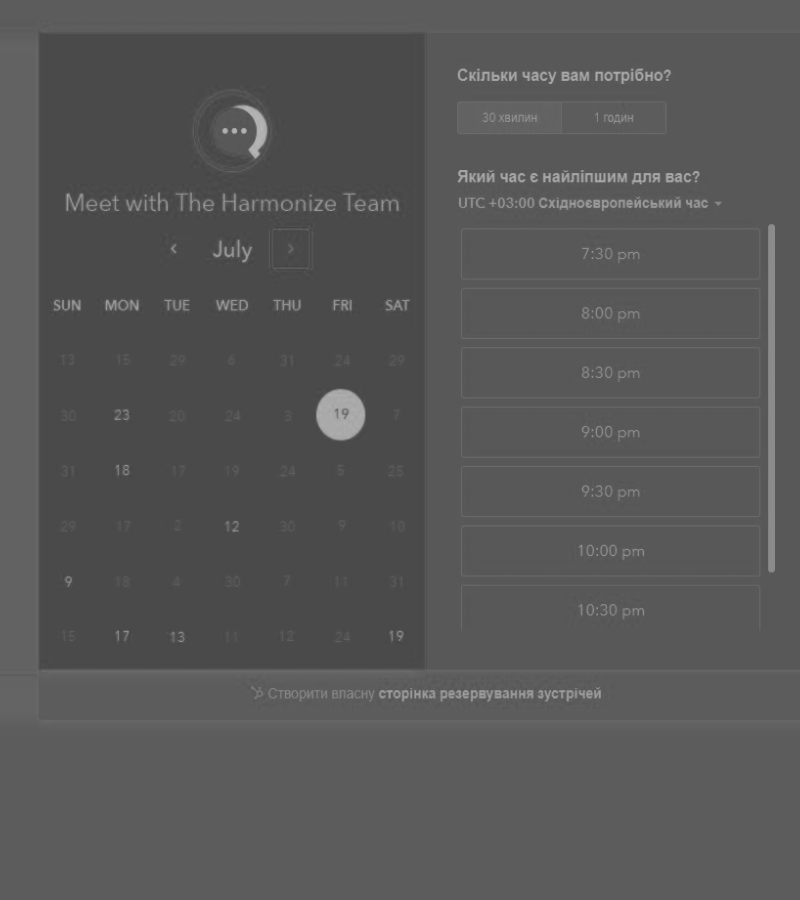 Meet with The Harmonize Team
July
SUN MON TUE WED THU FRI SAT
13 15 29 6 31 24 29
30 23 20 24 3 19 7
31 18 17 19 24 5 25
29 17 2 12 30 9 10
9 18 4 30 7 11 31
15 17 13 11 12 24 19
Скільки часу вам потрібно?
30 хвилин 1 годин
Який час є найліпшим для вас?
UTC +03:00 Східноєвропейський час
7:30 pm
8:00 pm
8:30 pm
9:00 pm
9:30 pm
10:00 pm
10:30 pm
Створити власну сторінка резервування зустрічей